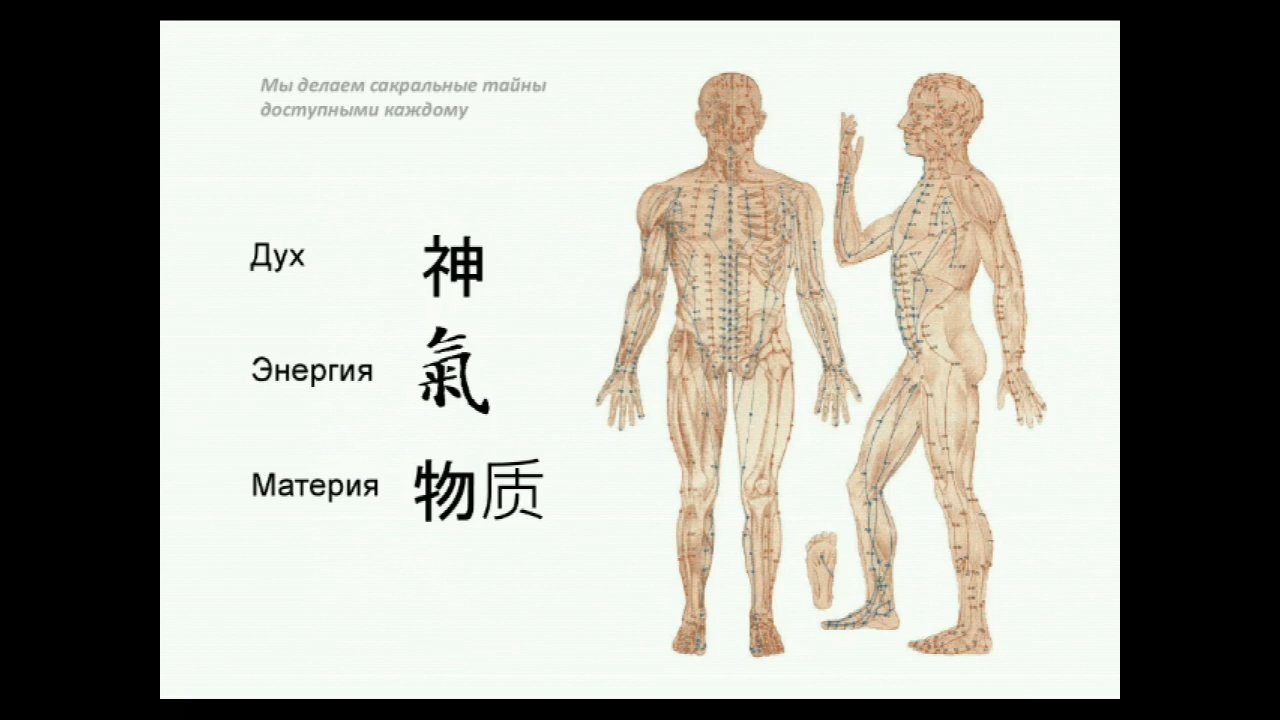 Мы делаем сакральные тайны
доступными каждому
Дух 神
Энергия 氣
Материя 物质